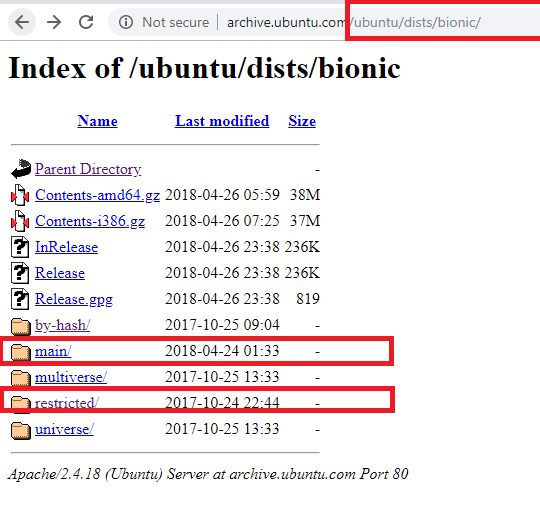 Not secure | archive.ubuntu.com/ubuntu/dists/bionic/
Index of /ubuntu/dists/bionic
Name Last modified Size
Parent Directory -
Contents-amd64.gz 2018-04-26 05:59 38M
Contents-i386.gz 2018-04-26 07:25 37M
InRelease 2018-04-26 23:38 236K
Release 2018-04-26 23:38 236K
Release.gpg 2018-04-26 23:38 819
by-hash/ 2017-10-25 09:04 -
main/ 2018-04-24 01:33 -
multiverse/ 2017-10-25 13:33 -
restricted/ 2017-10-24 22:44 -
universe/ 2017-10-25 13:33 -
Apache/2.4.18 (Ubuntu) Server at archive.ubuntu.com Port 80